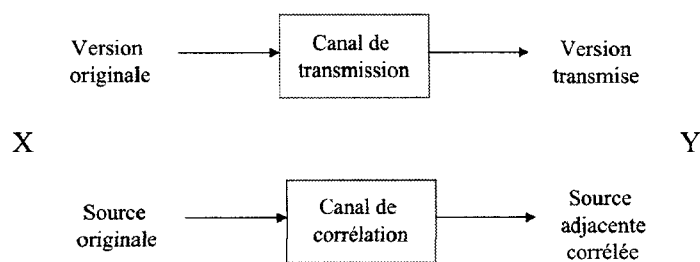 Version
originale
Canal de
transmission
Version
transmise
X
Y
Source
originale
Canal de
corrélation
Source
adjacente
corrélée